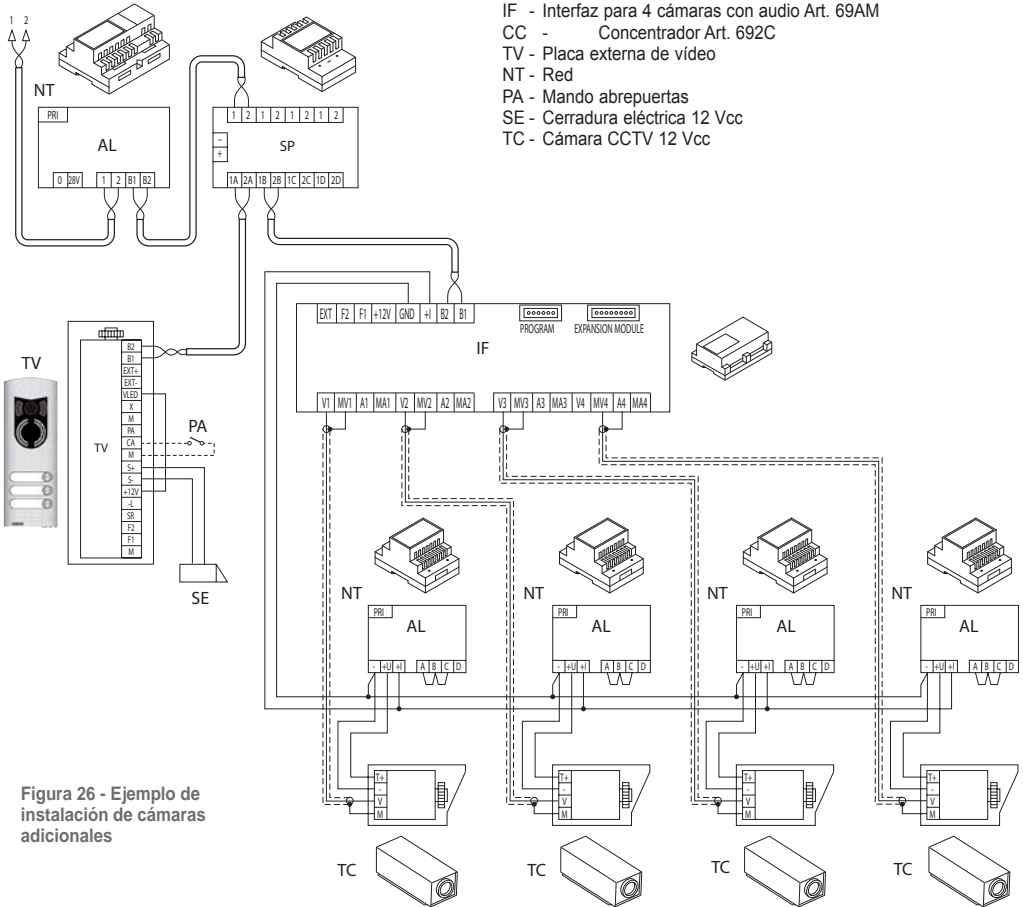 IF - Interfaz para 4 cámaras con audio Art. 69AM
CC - Concentrador Art. 692C
TV - Placa externa de vídeo
NT - Red
PA - Mando abrepuertas
SE - Cerradura eléctrica 12 Vcc
TC - Cámara CCTV 12 Vcc
1 2
NT
PRI
AL
0 28V 1 2 B1 B2
1 2 1 2 1 2 1 2
–
+
SP
1A 2A 1B 2B 1C 2C 1D 2D
EXT F2 F1 +12V GND +I B2 B1
PROGRAM
EXPANSION MODULE
IF
V1 MV1 A1 MA1 V2 MV2 A2 MA2 V3 MV3 A3 MA3 V4 MV4 A4 MA4
TV
TV
B2
B1
EXT+
EXT-
VLED
X
M
PA
CA
M
S+
S-
+12V
-L
SR
F2
F1
M
PA
SE
NT
PRI
AL
- +U +I A B C D
NT
PRI
AL
- +U +I A B C D
NT
PRI
AL
- +U +I A B C D
NT
PRI
AL
- +U +I A B C D
T+
-
V
M
T+
-
V
M
T+
-
V
M
T+
-
V
M
TC
TC
TC
TC
Figura 26 - Ejemplo de
instalación de cámaras
adicionales